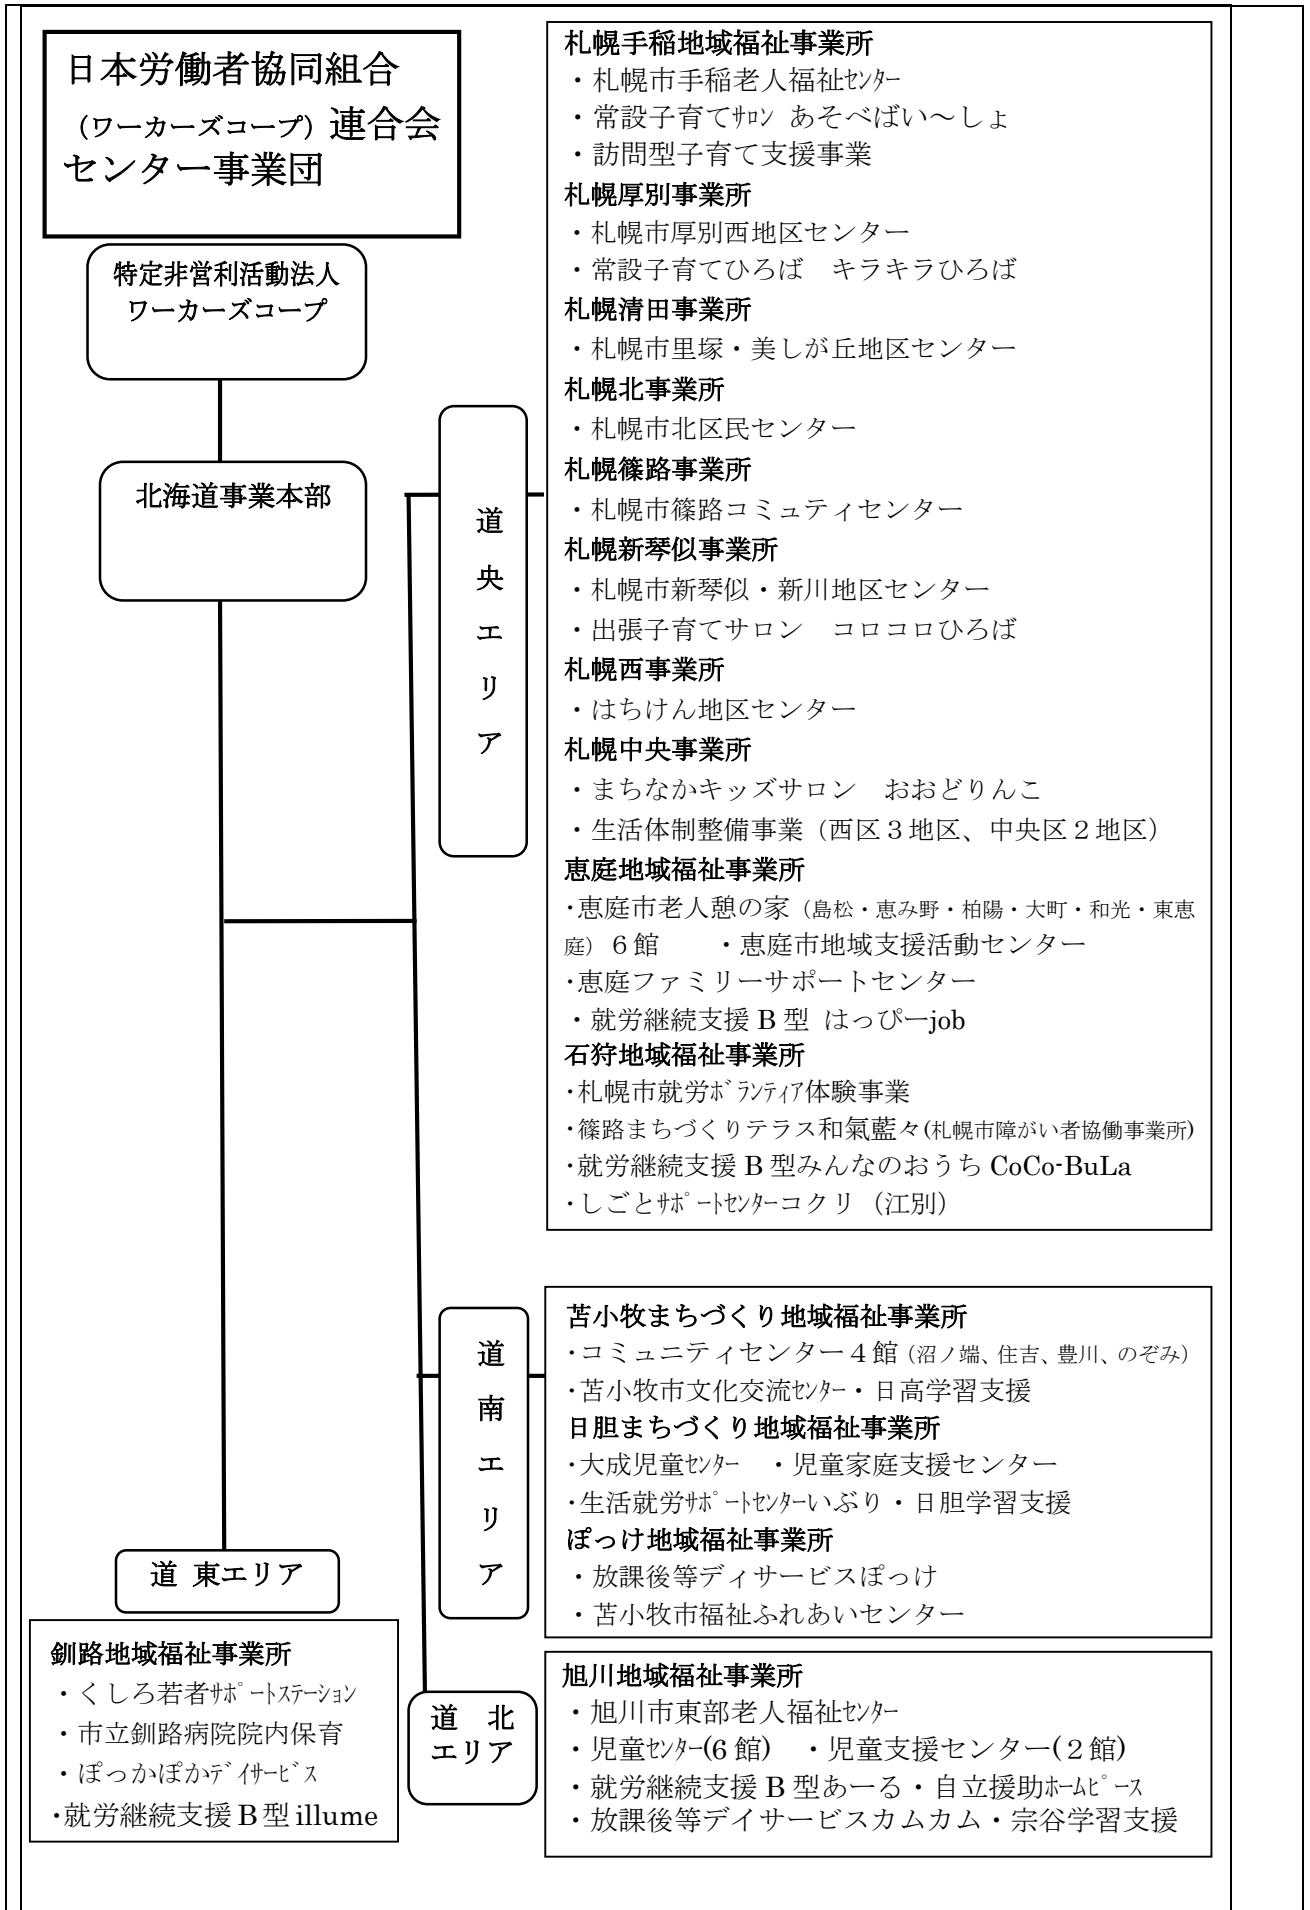 日本労働者協同組合
（ワーカーズコープ）連合会
センター事業団
特定非営利活動法人
ワーカーズコープ
北海道事業本部
道央エリア
札幌手稲地域福祉事業所
・札幌市手稲老人福祉ｾﾝﾀｰ
・常設子育てｻﾛﾝ あそべばい～しょ
・訪問型子育て支援事業
札幌厚別事業所
・札幌市厚別西地区センター
・常設子育てひろば　キラキラひろば
札幌清田事業所
・札幌市里塚・美しが丘地区センター
札幌北事業所
・札幌市北区民センター
札幌篠路事業所
・札幌市篠路コミュティセンター
札幌新琴似事業所
・札幌市新琴似・新川地区センター
・出張子育てサロン　コロコロひろば
札幌西事業所
・はちけん地区センター
札幌中央事業所
・まちなかキッズサロン　おおどりんこ
・生活体制整備事業（西区３地区、中央区２地区）
恵庭地域福祉事業所
・恵庭市老人憩の家（島松・恵み野・柏陽・大町・和光・東恵
庭）６館　　・恵庭市地域支援活動センター
・恵庭ファミリーサポートセンター
・就労継続支援 B 型 はっぴーjob
石狩地域福祉事業所
・札幌市就労ﾎﾞﾗﾝﾃｨｱ体験事業
・篠路まちづくりテラス和氣藍々(札幌市障がい者協働事業所)
・就労継続支援 B 型みんなのおうち CoCo-BuLa
・しごとｻﾎﾟｰﾄｾﾝﾀｰコクリ（江別）
道南エリア
苫小牧まちづくり地域福祉事業所
・コミュニティセンター４館（沼ノ端、住吉、豊川、のぞみ）
・苫小牧市文化交流ｾﾝﾀｰ・日高学習支援
日胆まちづくり地域福祉事業所
・大成児童ｾﾝﾀｰ　・児童家庭支援センター
・生活就労ｻﾎﾟｰﾄｾﾝﾀｰいぶり・日胆学習支援
ぽっけ地域福祉事業所
・放課後等ディサービスぽっけ
・苫小牧市福祉ふれあいセンター
道 東エリア
釧路地域福祉事業所
・くしろ若者ｻﾎﾟｰﾄｽﾃｰｼｮﾝ
・市立釧路病院院内保育
・ぽっかぽかﾃﾞｲｻｰﾋﾞｽ
・就労継続支援 B 型 illume
道　北
エリア
旭川地域福祉事業所
・旭川市東部老人福祉ｾﾝﾀｰ
・児童ｾﾝﾀｰ(6 館)　・児童支援センター(２館)
・就労継続支援 B 型あーる・自立援助ﾎｰﾑﾋﾟｰｽ
・放課後等デイサービスカムカム・宗谷学習支援